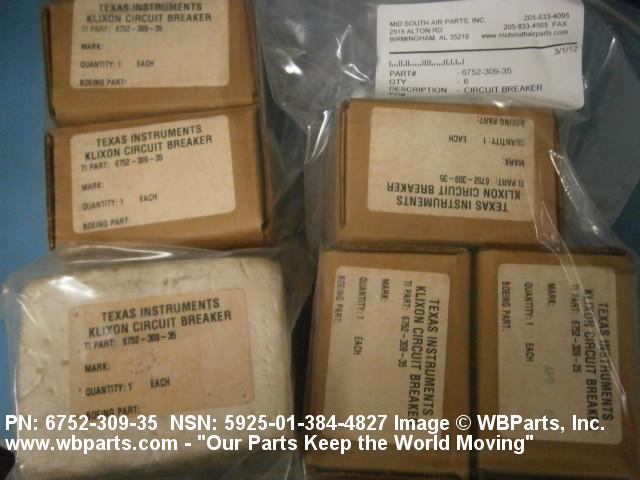 TEXAS INSTRUMENTS
KLIXON CIRCUIT BREAKER
TI PART: 6752-309-35
MARK:
QUANTITY: 1 EACH
BOEING PART:
MID SOUTH AIR PARTS, INC.
2515 ALTON RD
BIRMINGHAM, AL 35210
205-833-4095
205-833-4565 FAX
www.midsouthairparts.com
3/1/12
PART# - 6752-309-35
QTY - 6
DESCRIPTION - CIRCUIT BREAKER
TEXAS INSTRUMENTS
KLIXON CIRCUIT BREAKER
TI PART: 6752-309-35
MARK:
QUANTITY: 1 EACH
BOEING PART:
TEXAS INSTRUMENTS
KLIXON CIRCUIT BREAKER
TI PART: 6752-309-35
MARK:
QUANTITY: 1 EACH
BOEING PART:
TEXAS INSTRUMENTS
KLIXON CIRCUIT BREAKER
TI PART: 6752-309-35
MARK:
QUANTITY: 1 EACH
BOEING PART:
TEXAS INSTRUMENTS
KLIXON CIRCUIT BREAKER
TI PART: 6752-309-35
MARK:
QUANTITY: 1 EACH
BOEING PART:
TEXAS INSTRUMENTS
KLIXON CIRCUIT BREAKER
TI PART: 6752-309-25
MARK:
QUANTITY: 1 EACH
BOEING PART:
PN: 6752-309-35 NSN: 5925-01-384-4827 Image © WBParts, Inc.
www.wbparts.com - "Our Parts Keep the World Moving"